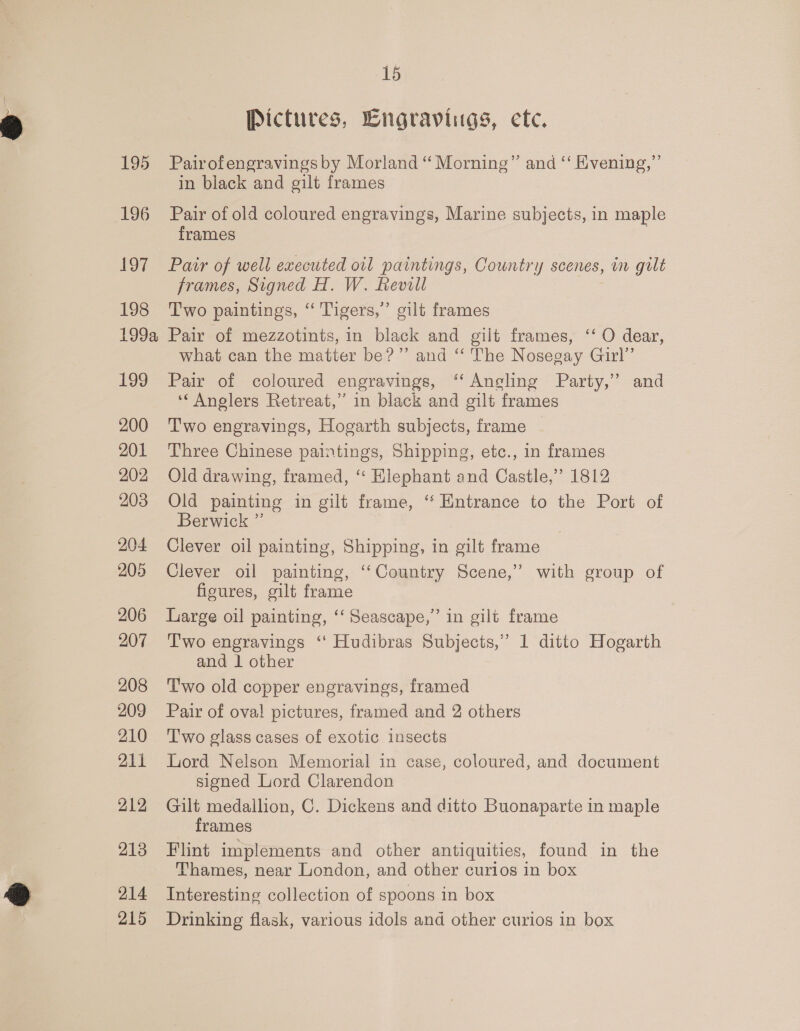 15
Pictures, Engravings, etc.
195 Pair of engravings by Morland “Morning” and “Evening,”
in black and gilt frames
196 Pair of old coloured engravings, Marine subjects, in maple
frames
197 Pair of well executed oil paintings, Country scenes, in gilt
frames, Signed H. W. Revill
198 Two paintings, “Tigers,” gilt frames
199a Pair of mezzotints, in black and gilt frames, “O dear,
what can the matter be?” and “The Nosegay Girl”
199 Pair of coloured engravings, “Angling Party,” and
“Anglers Retreat,” in black and gilt frames
200 Two engravings, Hogarth subjects, frame
201 Three Chinese paintings, Shipping, etc., in frames
202 Old drawing, framed, “Elephant and Castle,” 1812
203 Old painting in gilt frame, “Entrance to the Port of
Berwick”
204 Clever oil painting, Shipping, in gilt frame
205 Clever oil painting, “Country Scene,” with group of
figures, gilt frame
206 Large oil painting, “Seascape,” in gilt frame
207 Two engravings “Hudibras Subjects,” 1 ditto Hogarth
and 1 other
208 Two old copper engravings, framed
209 Pair of oval pictures, framed and 2 others
210 Two glass cases of exotic insects
211 Lord Nelson Memorial in case, coloured, and document
signed Lord Clarendon
212 Gilt medallion, C. Dickens and ditto Buonaparte in maple
frames
213 Flint implements and other antiquities, found in the
Thames, near London, and other curios in box
214 Interesting collection of spoons in box
215 Drinking flask, various idols and other curios in box